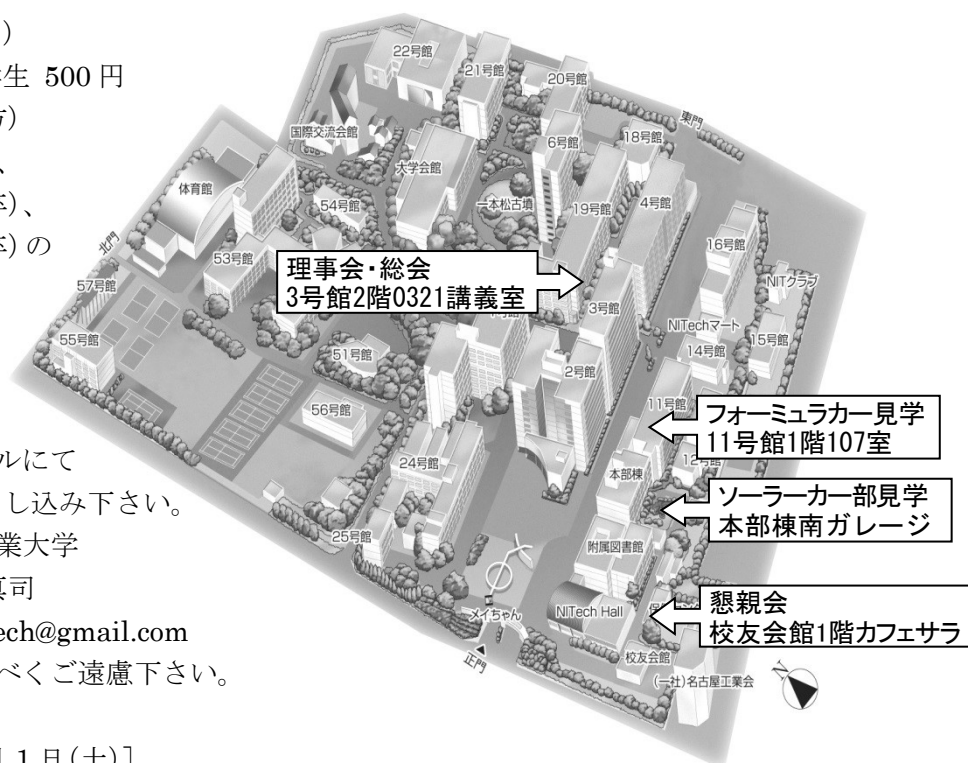 )
生 500 円
方)
、
体)、
体)の
ルにて
し込み下さい。
業大学
真司
tech@gmail.com
べくご遠慮下さい。
月1日(土)]
22号館
21号館
20号館
国際交流会館
6号館
18号館
東門
大学会館
体育館
54号館
一本松古墳
19号館
4号館
北門
53号館
16号館
57号館
NITクラブ
理事会・総会
3号館2階0321講義室
3号館
NITechマート
55号館
51号館
14号館
15号館
2号館
56号館
11号館
フォーミュラカー見学
11号館1階107室
24号館
本部棟
12号館
ソーラーカー部見学
本部棟南ガレージ
25号館
附属図書館
メイちゃん
NITech Hall
懇親会
校友会館1階カフェサラ
正門
校友会館
(一社)名古屋工業会
N